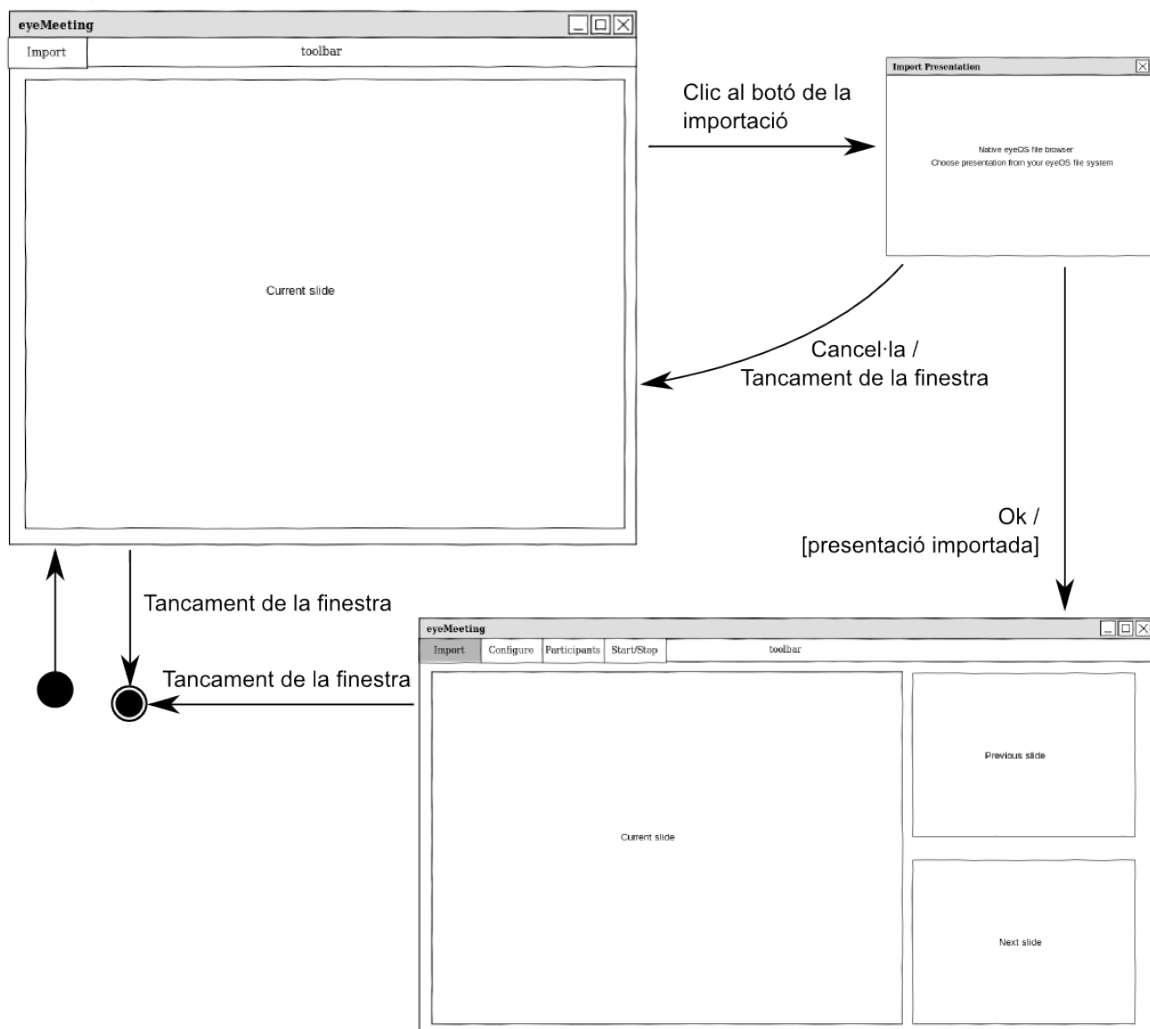 eyeMeeting
Import
toolbar
Current slide
Clic al botó de la
importació
Import Presentation
Native eyeOS file browser
Choose presentation from your eyeOS file system
Cancel·la /
Tancament de la finestra
Ok /
[presentació importada]
Tancament de la finestra
Tancament de la finestra
eyeMeeting
Import
Configure
Participants
Start/Stop
toolbar
Current slide
Previous slide
Next slide